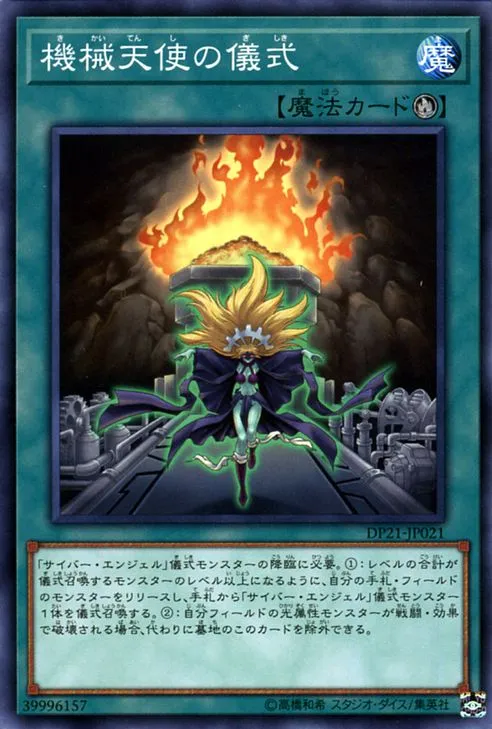 機械天使の儀式
魔
【魔法カード】
DP21-JP021
「サイバー・エンジェル」儀式モンスターの降臨に必要。①：レベルの合計が
儀式召喚するモンスターのレベル以上になるように、自分の手札・フィールド
のモンスターをリリースし、手札から「サイバー・エンジェル」儀式モンスター
1体を儀式召喚する。②：自分フィールドの光属性モンスターが戦闘・効果
で破壊される場合、代わりに墓地のこのカードを除外できる。
39996157
©高橋和希 スタジオ・ダイス/集英社